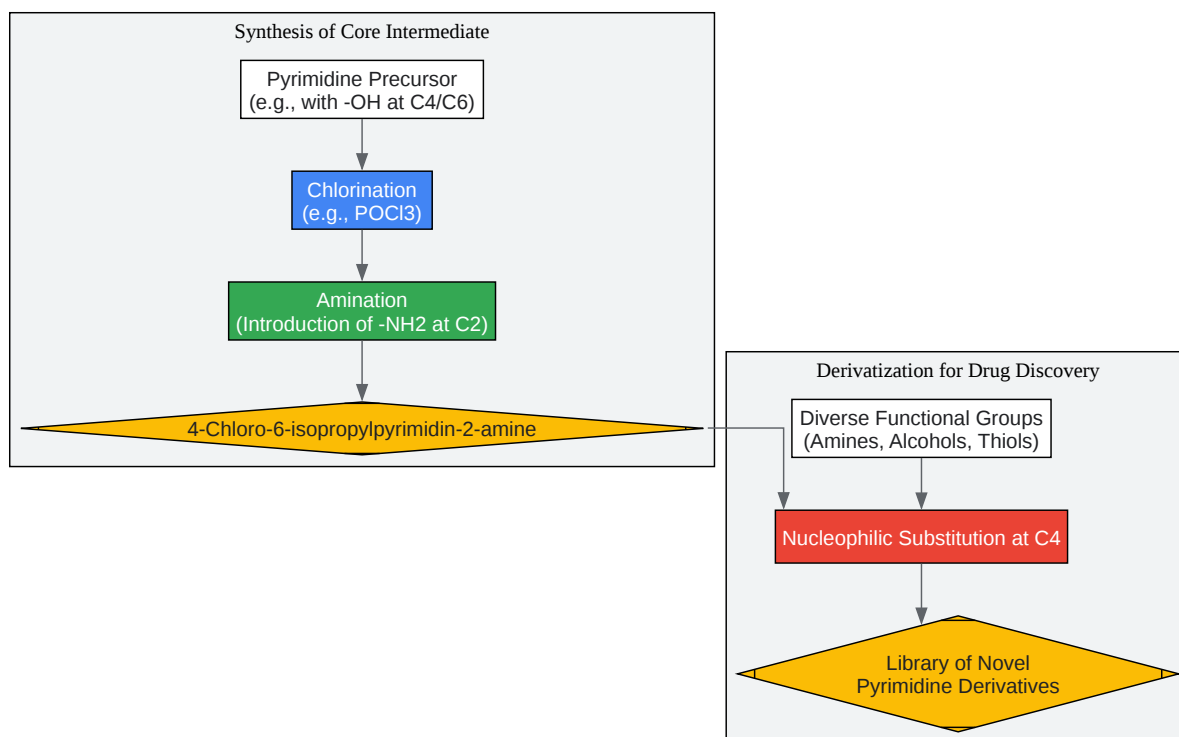 Synthesis of Core Intermediate
Pyrimidine Precursor
(e.g., with -OH at C4/C6)
Chlorination
(e.g., POCl3)
Amination
(Introduction of -NH2 at C2)
4-Chloro-6-isopropylpyrimidin-2-amine
Derivatization for Drug Discovery
Diverse Functional Groups
(Amines, Alcohols, Thiols)
Nucleophilic Substitution at C4
Library of Novel
Pyrimidine Derivatives